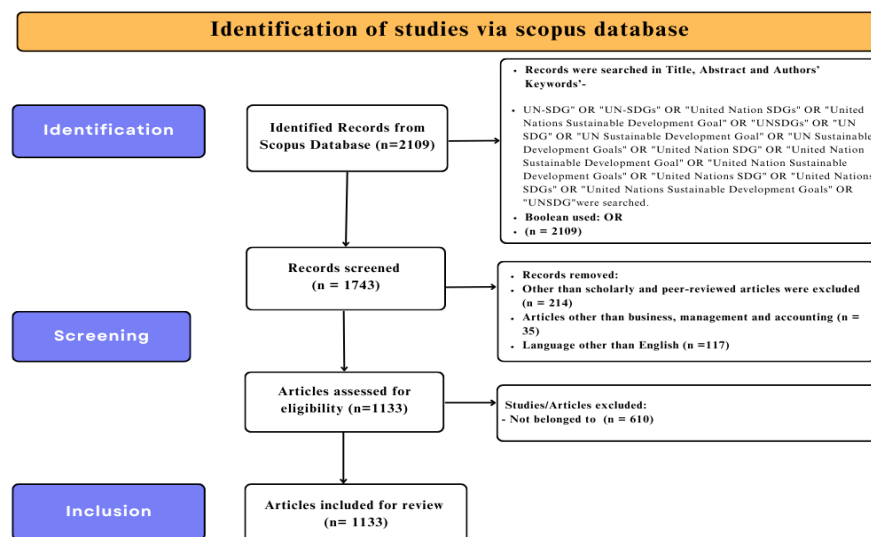 Identification of studies via scopus database
Identification
Identified Records from
Scopus Database (n=2109)
• Records were searched in Title, Abstract and Authors'
Keywords'-
• UN-SDG" OR "UN-SDGs" OR "United Nation SDGs" OR "United
Nations Sustainable Development Goal" OR "UNSDGs" OR "UN
SDG" OR "UN Sustainable Development Goal" OR "UN Sustainable
Development Goals" OR "United Nation SDG" OR "United Nation
Sustainable Development Goal" OR "United Nation Sustainable
Development Goals" OR "United Nations SDG" OR "United Nations
SDGs" OR "United Nations Sustainable Development Goals" OR
"UNSDG"were searched.
• Boolean used: OR
• (n = 2109)
Screening
Records screened
(n = 1743)
• Records removed:
• Other than scholarly and peer-reviewed articles were excluded
(n = 214)
• Articles other than business, management and accounting (n =
35)
• Language other than English (n =117)
Articles assessed for
eligibility (n=1133)
Studies/Articles excluded:
- Not belonged to (n = 610)
Inclusion
Articles included for review
(n= 1133)